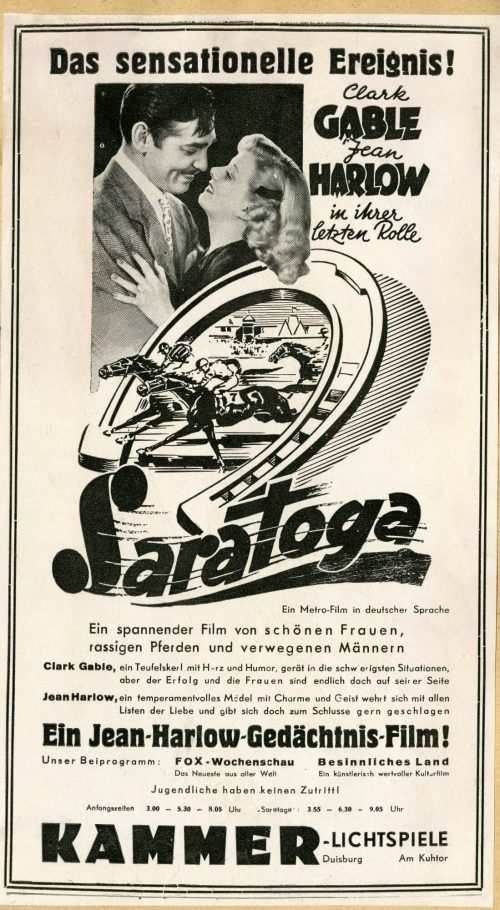 Das sensationelle Ereignis!
Clark
GABLE
Jean
HARLOW
in ihrer
letzten Rolle
Saratoga
Ein Metro-Film in deutscher Sprache
Ein spannender Film von schönen Frauen,
rassigen Pferden und verwegenen Männern
Clark Gable, ein Teufelskerl mit Herz und Humor, gerät in die schwierigsten Situationen,
aber der Erfolg und die Frauen sind endlich doch auf seiner Seite
Jean Harlow, ein temperamentvolles Mädel mit Charme und Geist wehrt sich mit allen
Listen der Liebe und gibt sich doch zum Schlusse gern geschlagen
Ein Jean-Harlow-Gedächtnis-Film!
Unser Beiprogramm: FOX-Wochenschau Besinnliches Land
Das Neueste aus aller Welt Ein künstlerisch wertvoller Kulturfilm
Jugendliche haben keinen Zutritt!
Anfangszeiten 3.00 – 5.30 – 8.05 Uhr „Saratoga": 3.55 – 6.30 – 9.05 Uhr
KAMMER-LICHTSPIELE
Duisburg Am Kuhtor